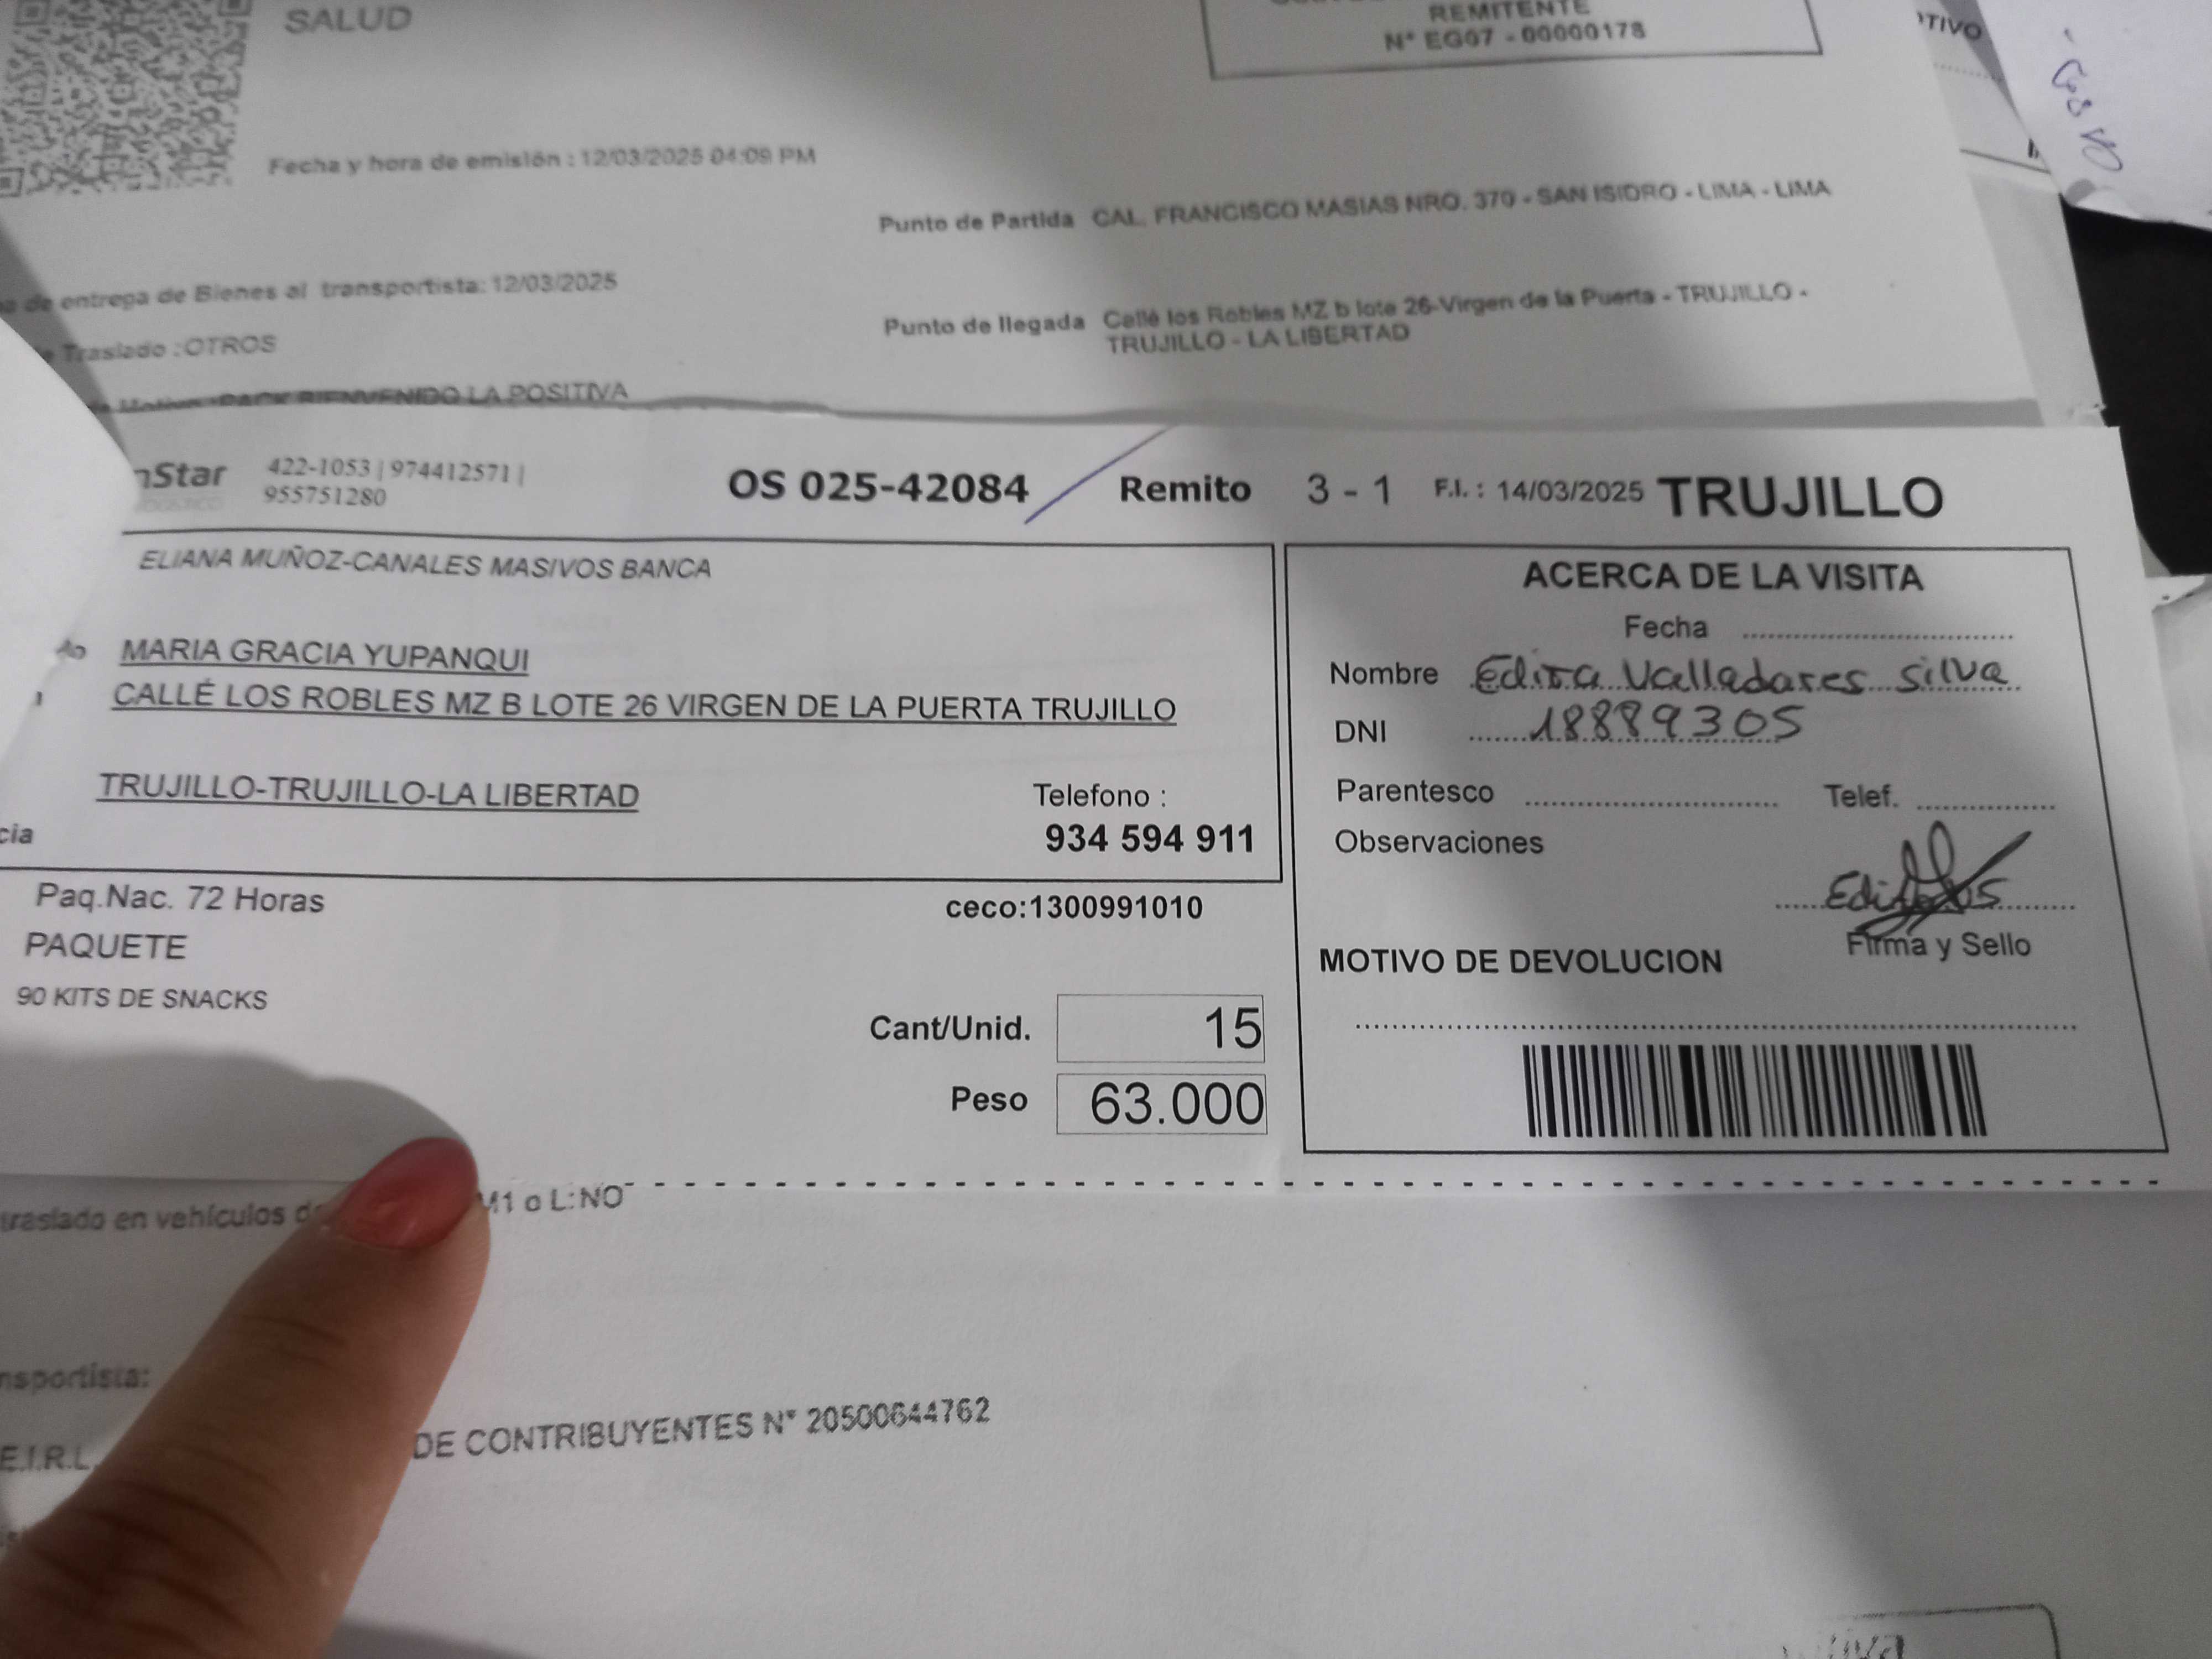 SALUD
REMITENTE
N° EG07 - 00000178
Fecha y hora de emisión : 12/03/2025 04:09 PM
Punto de Partida CAL. FRANCISCO MASIAS NRO. 370 - SAN ISIDRO - LIMA - LIMA
de entrega de Bienes al transportista: 12/03/2025
Punto de llegada Callé los Robles MZ b lote 26-Virgen de la Puerta - TRUJILLO -
TRUJILLO - LA LIBERTAD
Traslado :OTROS
Motivo :PACK BIENVENIDO LA POSITIVA
nStar
422-1053 | 974412571 |
955751280
OS 025-42084
Remito 3 - 1
F.I. : 14/03/2025 TRUJILLO
ELIANA MUÑOZ-CANALES MASIVOS BANCA
MARIA GRACIA YUPANQUI
CALLÉ LOS ROBLES MZ B LOTE 26 VIRGEN DE LA PUERTA TRUJILLO
TRUJILLO-TRUJILLO-LA LIBERTAD
Telefono :
934 594 911
cia
ACERCA DE LA VISITA
Fecha
Nombre Edita Valladares Silva
DNI 18889305
Parentesco Telef.
Observaciones
Firma y Sello
MOTIVO DE DEVOLUCION
Paq.Nac. 72 Horas
ceco:1300991010
PAQUETE
90 KITS DE SNACKS
Cant/Unid. 15
Peso 63.000
traslado en vehículos M1 o L:NO
nsportista:
E.I.R.L. DE CONTRIBUYENTES N° 20500644762